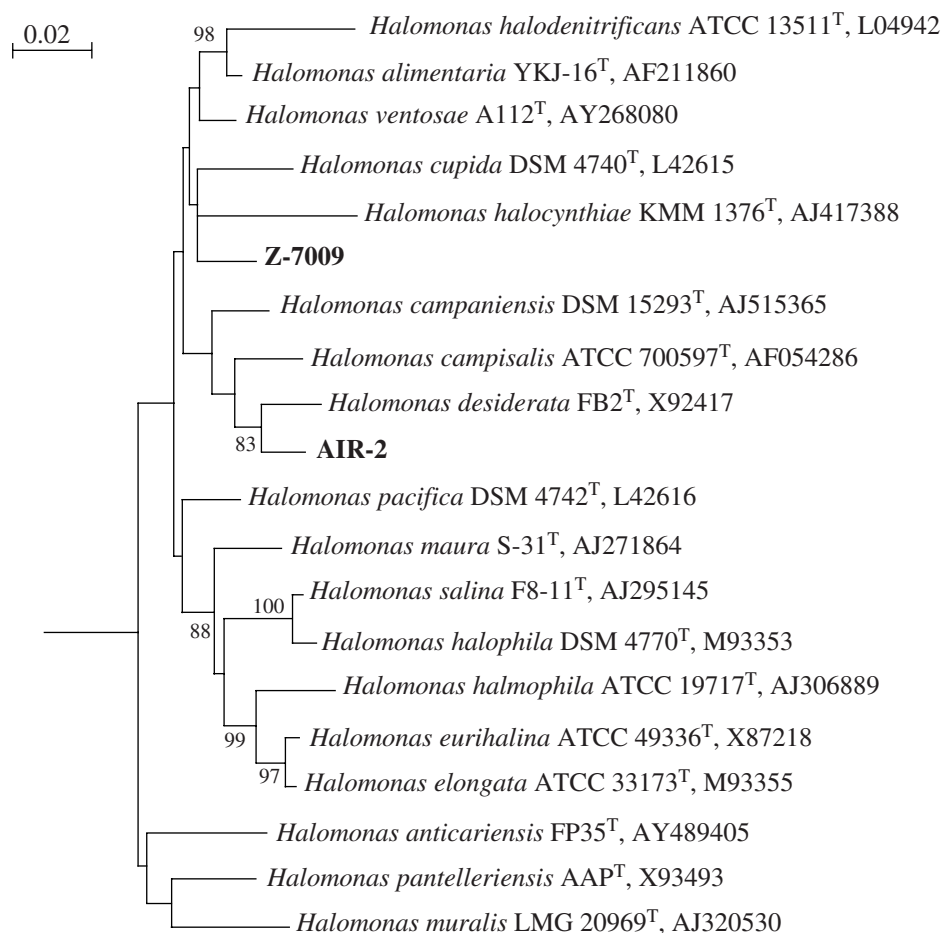 0.02
98
Halomonas halodenitrificans ATCC 13511ᵀ, L04942
Halomonas alimentaria YKJ-16ᵀ, AF211860
Halomonas ventosae A112ᵀ, AY268080
Halomonas cupida DSM 4740ᵀ, L42615
Halomonas halocynthiae KMM 1376ᵀ, AJ417388
Z-7009
Halomonas campaniensis DSM 15293ᵀ, AJ515365
Halomonas campisalis ATCC 700597ᵀ, AF054286
Halomonas desiderata FB2ᵀ, X92417
83
AIR-2
Halomonas pacifica DSM 4742ᵀ, L42616
Halomonas maura S-31ᵀ, AJ271864
Halomonas salina F8-11ᵀ, AJ295145
100
88
Halomonas halophila DSM 4770ᵀ, M93353
Halomonas halmophila ATCC 19717ᵀ, AJ306889
99
Halomonas eurihalina ATCC 49336ᵀ, X87218
97
Halomonas elongata ATCC 33173ᵀ, M93355
Halomonas anticariensis FP35ᵀ, AY489405
Halomonas pantelleriensis AAPᵀ, X93493
Halomonas muralis LMG 20969ᵀ, AJ320530